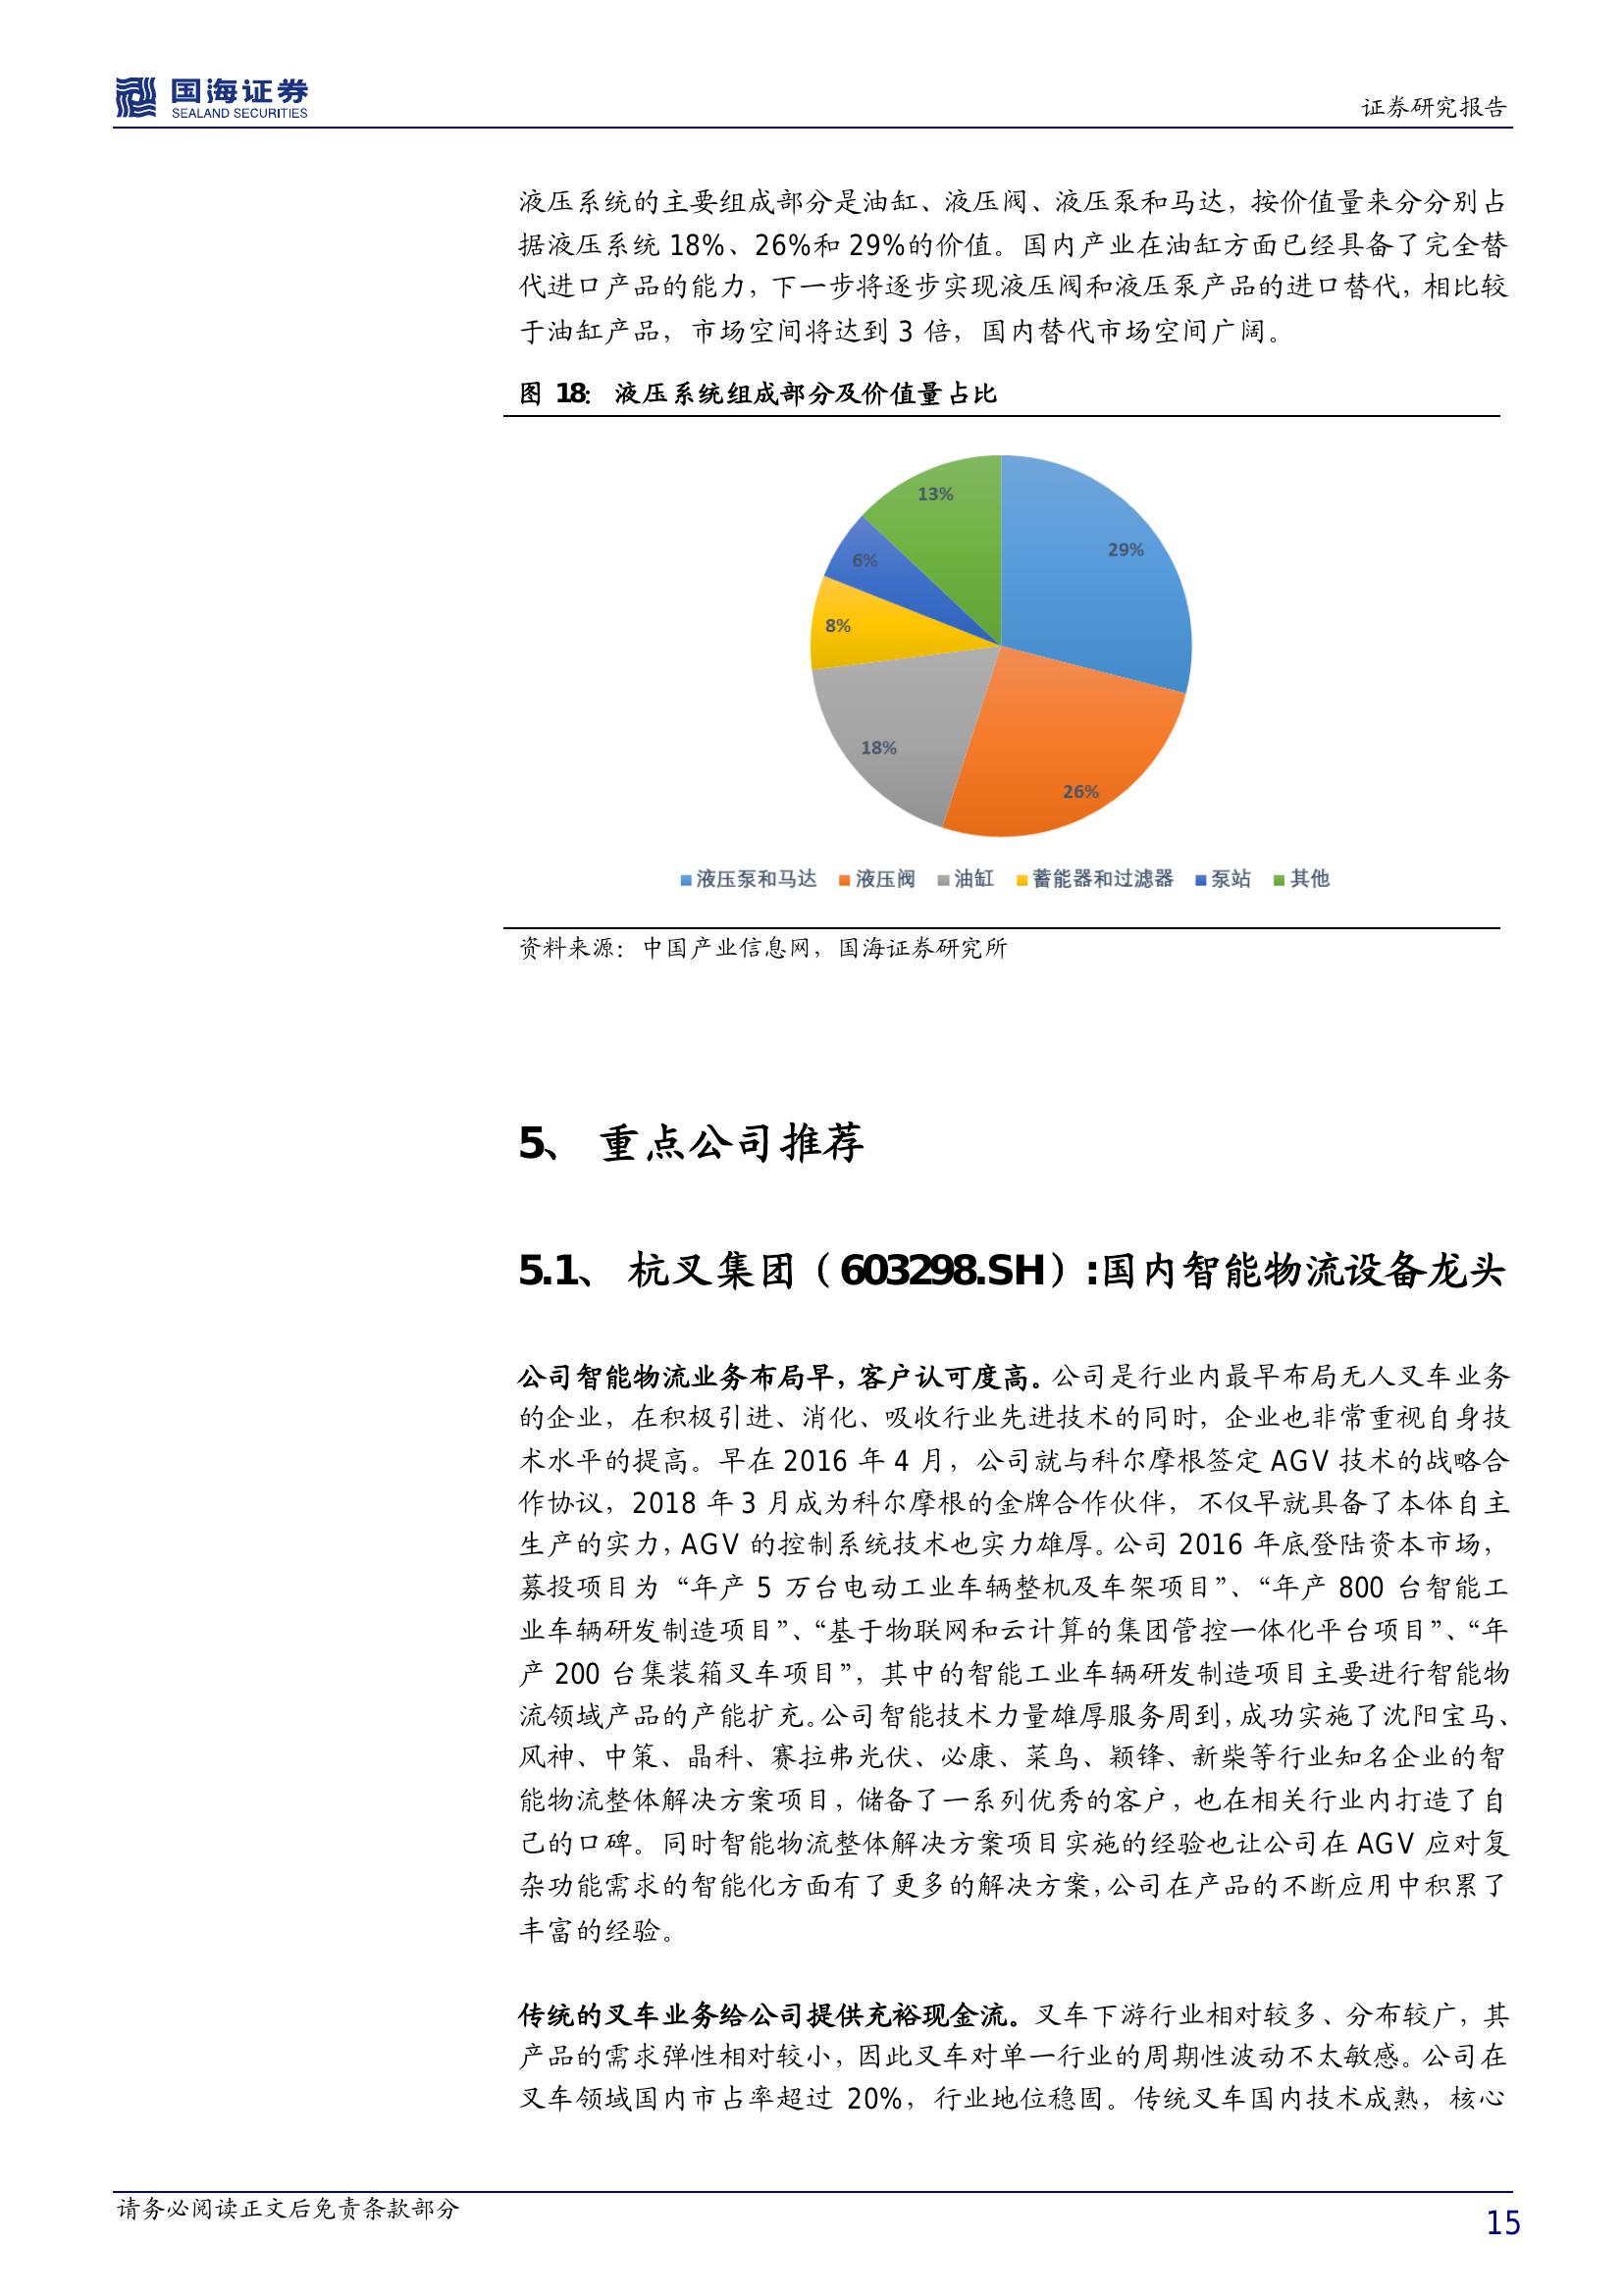 国海证券
SEALAND SECURITIES
证券研究报告
液压系统的主要组成部分是油缸、液压阀、液压泵和马达，按价值量来分分别占
据液压系统 18%、26%和 29%的价值。国内产业在油缸方面已经具备了完全替
代进口产品的能力，下一步将逐步实现液压阀和液压泵产品的进口替代，相比较
于油缸产品，市场空间将达到 3 倍，国内替代市场空间广阔。
图 18： 液压系统组成部分及价值量占比
13%
29%
6%
8%
18%
26%
液压泵和马达 液压阀 油缸 蓄能器和过滤器 泵站 其他
资料来源：中国产业信息网，国海证券研究所
5、 重点公司推荐
5.1、 杭叉集团（603298.SH）:国内智能物流设备龙头
公司智能物流业务布局早，客户认可度高。公司是行业内最早布局无人叉车业务
的企业，在积极引进、消化、吸收行业先进技术的同时，企业也非常重视自身技
术水平的提高。早在 2016 年 4 月，公司就与科尔摩根签定 AGV 技术的战略合
作协议，2018 年 3 月成为科尔摩根的金牌合作伙伴，不仅早就具备了本体自主
生产的实力，AGV 的控制系统技术也实力雄厚。公司 2016 年底登陆资本市场，
募投项目为“年产 5 万台电动工业车辆整机及车架项目”、“年产 800 台智能工
业车辆研发制造项目”、“基于物联网和云计算的集团管控一体化平台项目”、“年
产 200 台集装箱叉车项目”，其中的智能工业车辆研发制造项目主要进行智能物
流领域产品的产能扩充。公司智能技术力量雄厚服务周到，成功实施了沈阳宝马、
风神、中策、晶科、赛拉弗光伏、必康、菜鸟、颖锋、新柴等行业知名企业的智
能物流整体解决方案项目，储备了一系列优秀的客户，也在相关行业内打造了自
己的口碑。同时智能物流整体解决方案项目实施的经验也让公司在 AGV 应对复
杂功能需求的智能化方面有了更多的解决方案，公司在产品的不断应用中积累了
丰富的经验。
传统的叉车业务给公司提供充裕现金流。叉车下游行业相对较多、分布较广，其
产品的需求弹性相对较小，因此叉车对单一行业的周期性波动不太敏感。公司在
叉车领域国内市占率超过 20%，行业地位稳固。传统叉车国内技术成熟，核心
请务必阅读正文后免责条款部分
15